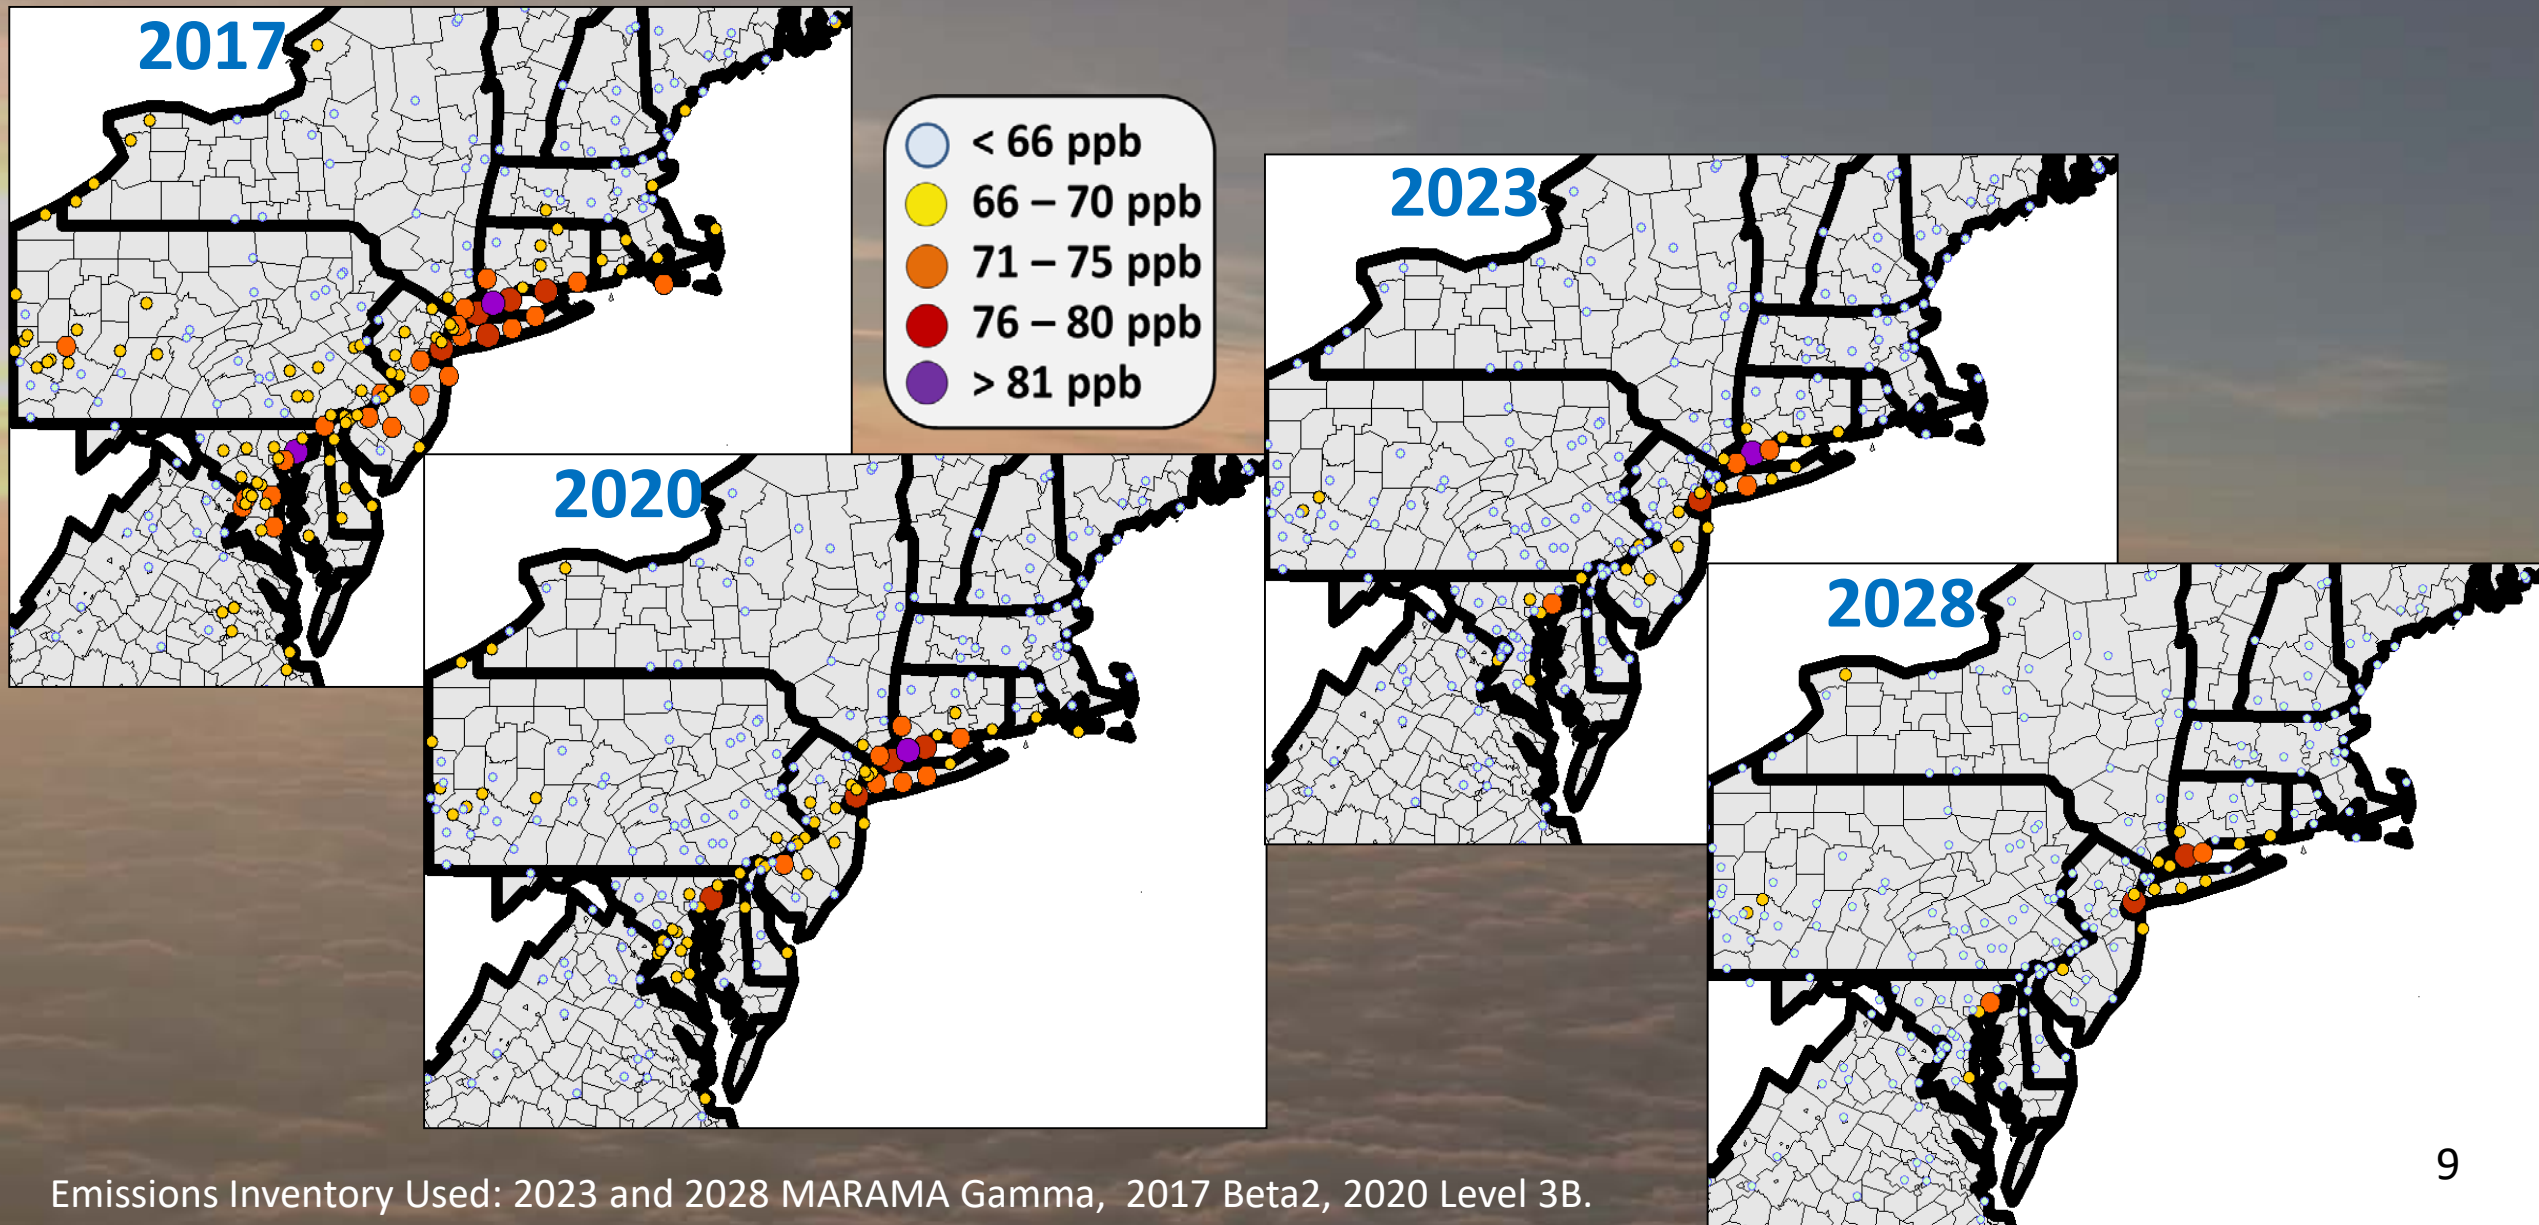 2017
< 66 ppb
66 – 70 ppb
71 – 75 ppb
76 – 80 ppb
> 81 ppb
2023
2020
2028
9
Emissions Inventory Used: 2023 and 2028 MARAMA Gamma, 2017 Beta2, 2020 Level 3B.